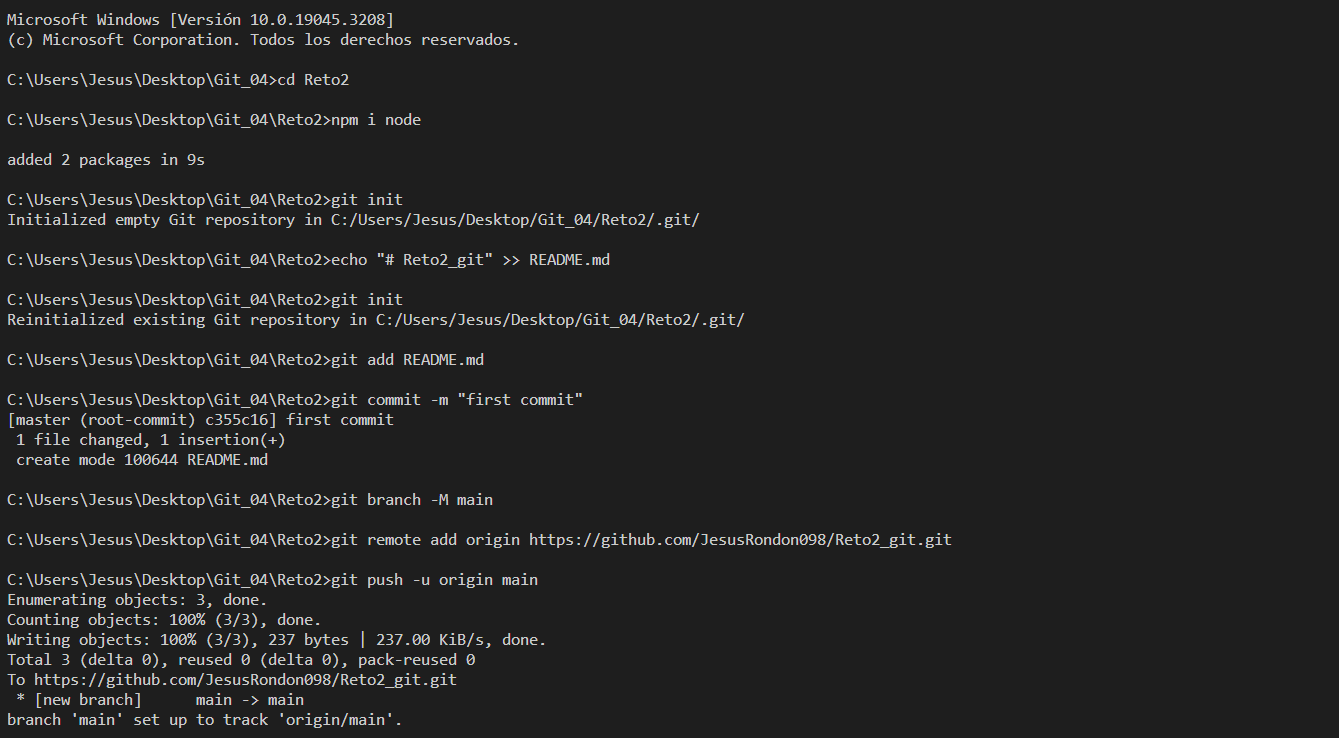 Microsoft Windows [Versión 10.0.19045.3208]
(c) Microsoft Corporation. Todos los derechos reservados.
C:\Users\Jesus\Desktop\Git_04>cd Reto2
C:\Users\Jesus\Desktop\Git_04\Reto2>npm i node
added 2 packages in 9s
C:\Users\Jesus\Desktop\Git_04\Reto2>git init
Initialized empty Git repository in C:/Users/Jesus/Desktop/Git_04/Reto2/.git/
C:\Users\Jesus\Desktop\Git_04\Reto2>echo "# Reto2_git" >> README.md
C:\Users\Jesus\Desktop\Git_04\Reto2>git init
Reinitialized existing Git repository in C:/Users/Jesus/Desktop/Git_04/Reto2/.git/
C:\Users\Jesus\Desktop\Git_04\Reto2>git add README.md
C:\Users\Jesus\Desktop\Git_04\Reto2>git commit -m "first commit"
[master (root-commit) c355c16] first commit
 1 file changed, 1 insertion(+)
 create mode 100644 README.md
C:\Users\Jesus\Desktop\Git_04\Reto2>git branch -M main
C:\Users\Jesus\Desktop\Git_04\Reto2>git remote add origin https://github.com/JesusRondon098/Reto2_git.git
C:\Users\Jesus\Desktop\Git_04\Reto2>git push -u origin main
Enumerating objects: 3, done.
Counting objects: 100% (3/3), done.
Writing objects: 100% (3/3), 237 bytes | 237.00 KiB/s, done.
Total 3 (delta 0), reused 0 (delta 0), pack-reused 0
To https://github.com/JesusRondon098/Reto2_git.git
 * [new branch]      main -> main
branch 'main' set up to track 'origin/main'.